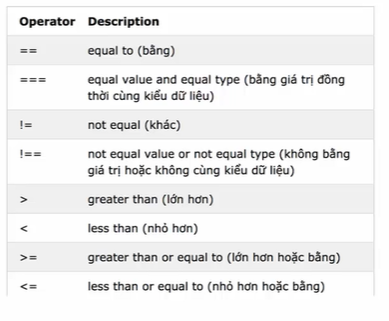 Operator Description
== equal to (bằng)
=== equal value and equal type (bằng giá trị đồng
thời cùng kiểu dữ liệu)
!= not equal (khác)
!== not equal value or not equal type (không bằng
giá trị hoặc không cùng kiểu dữ liệu)
> greater than (lớn hơn)
< less than (nhỏ hơn)
>= greater than or equal to (lớn hơn hoặc bằng)
<= less than or equal to (nhỏ hơn hoặc bằng)